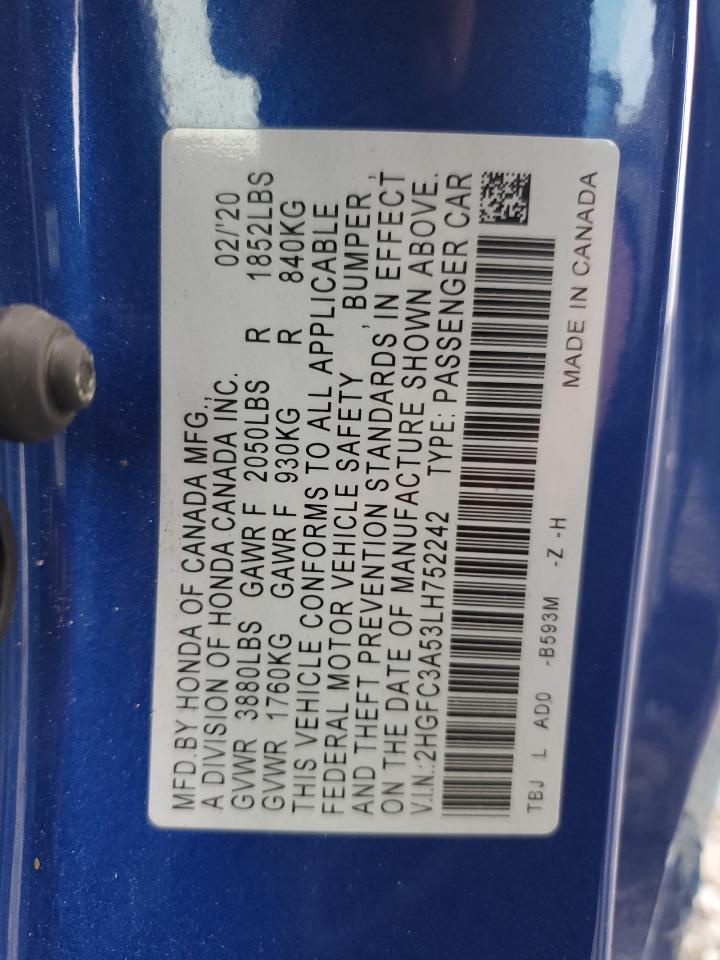 MFD.BY HONDA OF CANADA MFG.,
A DIVISION OF HONDA CANADA INC. 02/'20
GVWR 3880LBS GAWR F 2050LBS R 1852LBS
GVWR 1760KG GAWR F 930KG R 840KG
THIS VEHICLE CONFORMS TO ALL APPLICABLE
FEDERAL MOTOR VEHICLE SAFETY , BUMPER ,
AND THEFT PREVENTION STANDARDS, IN EFFECT
ON THE DATE OF MANUFACTURE SHOWN ABOVE.
V.I.N.:2HGFC3A53LH752242 TYPE: PASSENGER CAR
TBJ L AD0 -B593M -Z -H
MADE IN CANADA